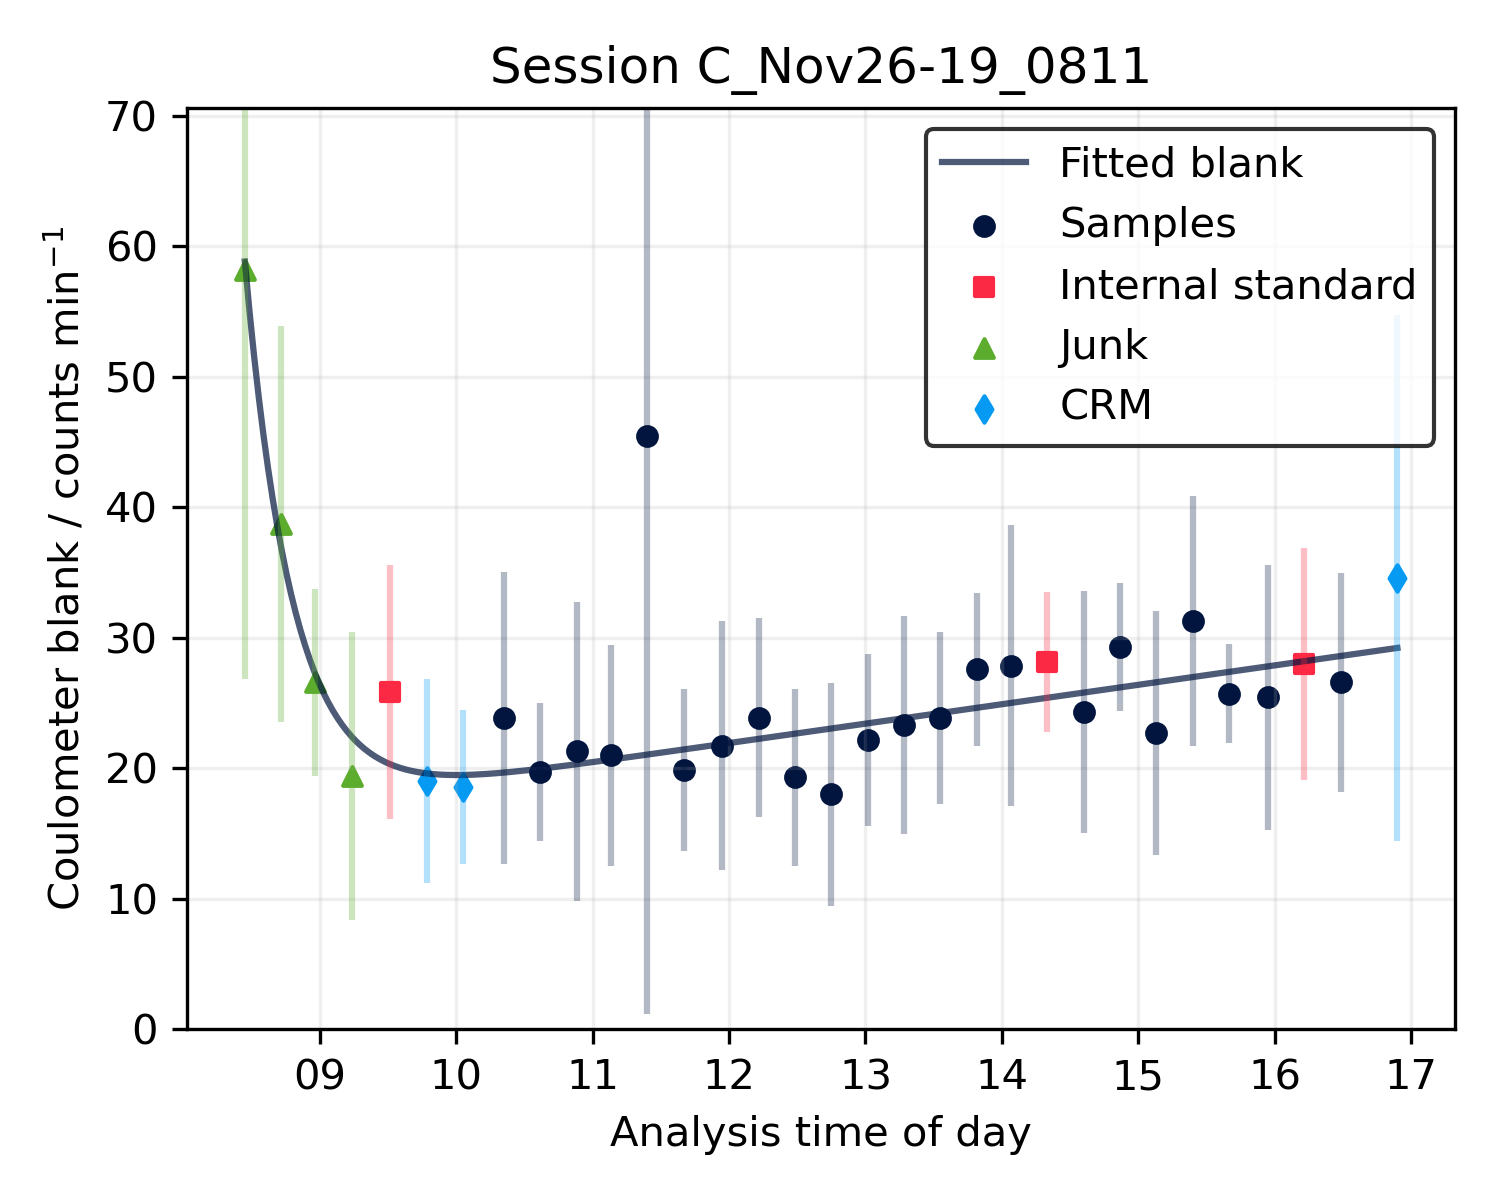 Session C_Nov26-19_0811
Coulometer blank / counts min⁻¹
70
60
50
40
30
20
10
0
Fitted blank
Samples
Internal standard
Junk
CRM
09 10 11 12 13 14 15 16 17
Analysis time of day